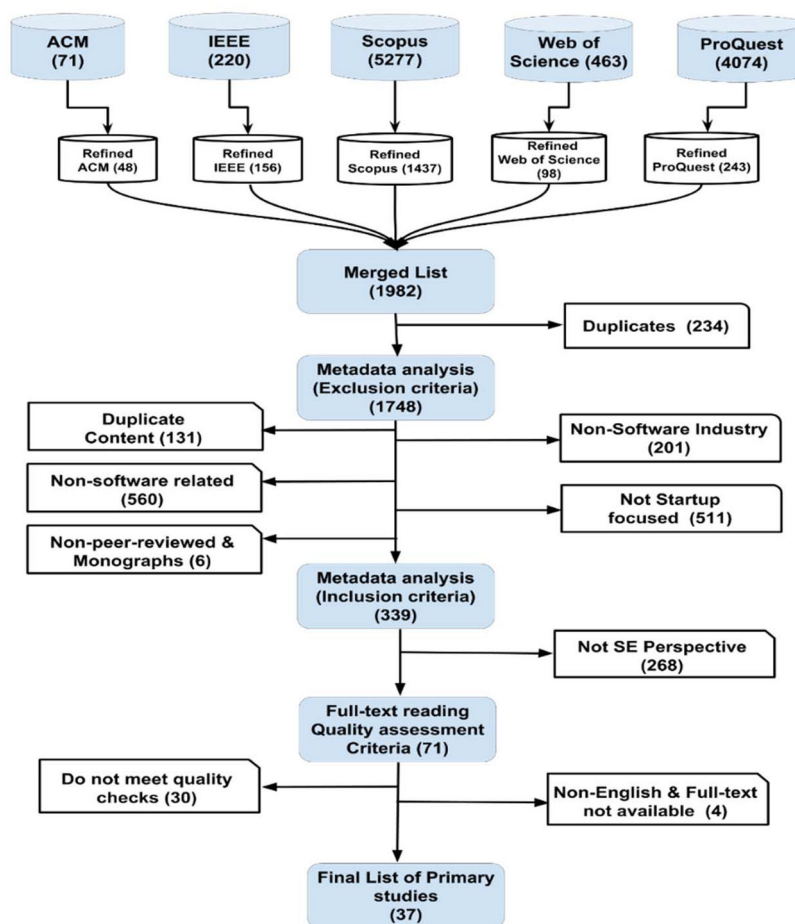 ACM
(71)
IEEE
(220)
Scopus
(5277)
Web of
Science (463)
ProQuest
(4074)
Refined
ACM (48)
Refined
IEEE (156)
Refined
Scopus (1437)
Refined
Web of Science
(98)
Refined
ProQuest (243)
Merged List
(1982)
Duplicates (234)
Metadata analysis
(Exclusion criteria)
(1748)
Duplicate
Content (131)
Non-Software Industry
(201)
Non-software related
(560)
Not Startup
focused (511)
Non-peer-reviewed &
Monographs (6)
Metadata analysis
(Inclusion criteria)
(339)
Not SE Perspective
(268)
Full-text reading
Quality assessment
Criteria (71)
Do not meet quality
checks (30)
Non-English & Full-text
not available (4)
Final List of Primary
studies
(37)